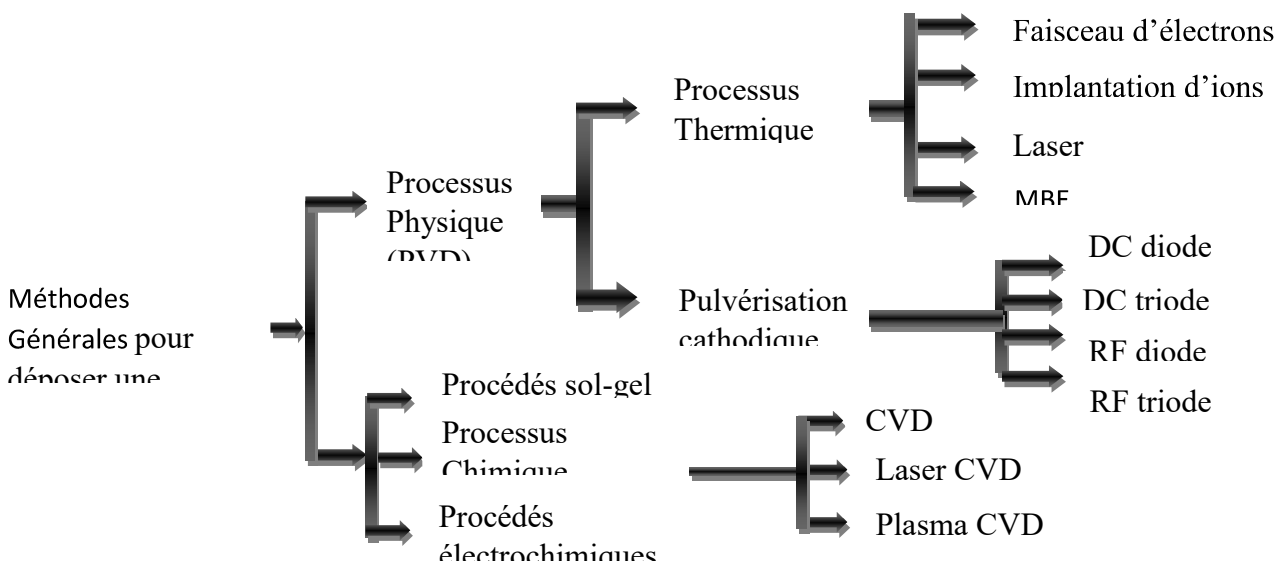 Méthodes
Générales pour
déposer une
Processus
Physique
(PVD)
Processus
Thermique
Faisceau d’électrons
Implantation d’ions
Laser
MBE
Pulvérisation
cathodique
DC diode
DC triode
RF diode
RF triode
Procédés sol-gel
Processus
Chimique
Procédés
électrochimiques
CVD
Laser CVD
Plasma CVD